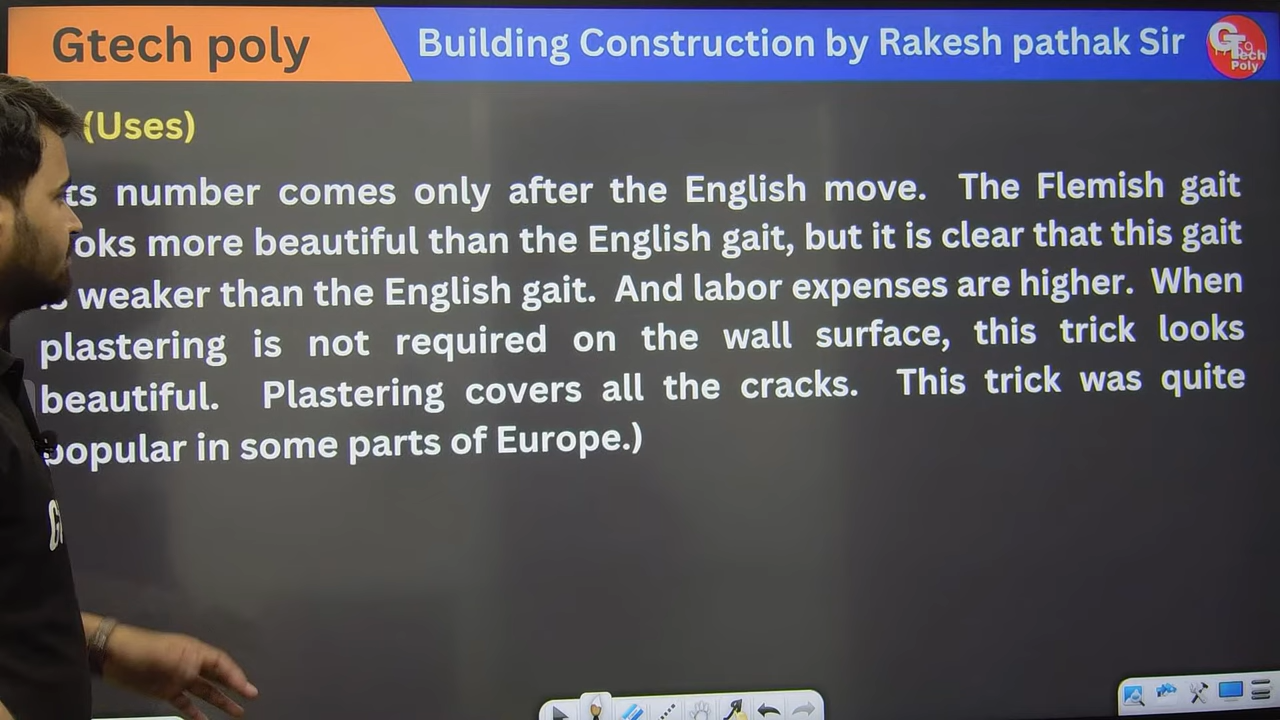 Gtech poly
Building Construction by Rakesh pathak Sir
GT
Tech
Poly
(Uses)
number comes only after the English move. The Flemish gait
more beautiful than the English gait, but it is clear that this gait
weaker than the English gait. And labor expenses are higher. When
plastering is not required on the wall surface, this trick looks
beautiful. Plastering covers all the cracks. This trick was quite
popular in some parts of Europe.)